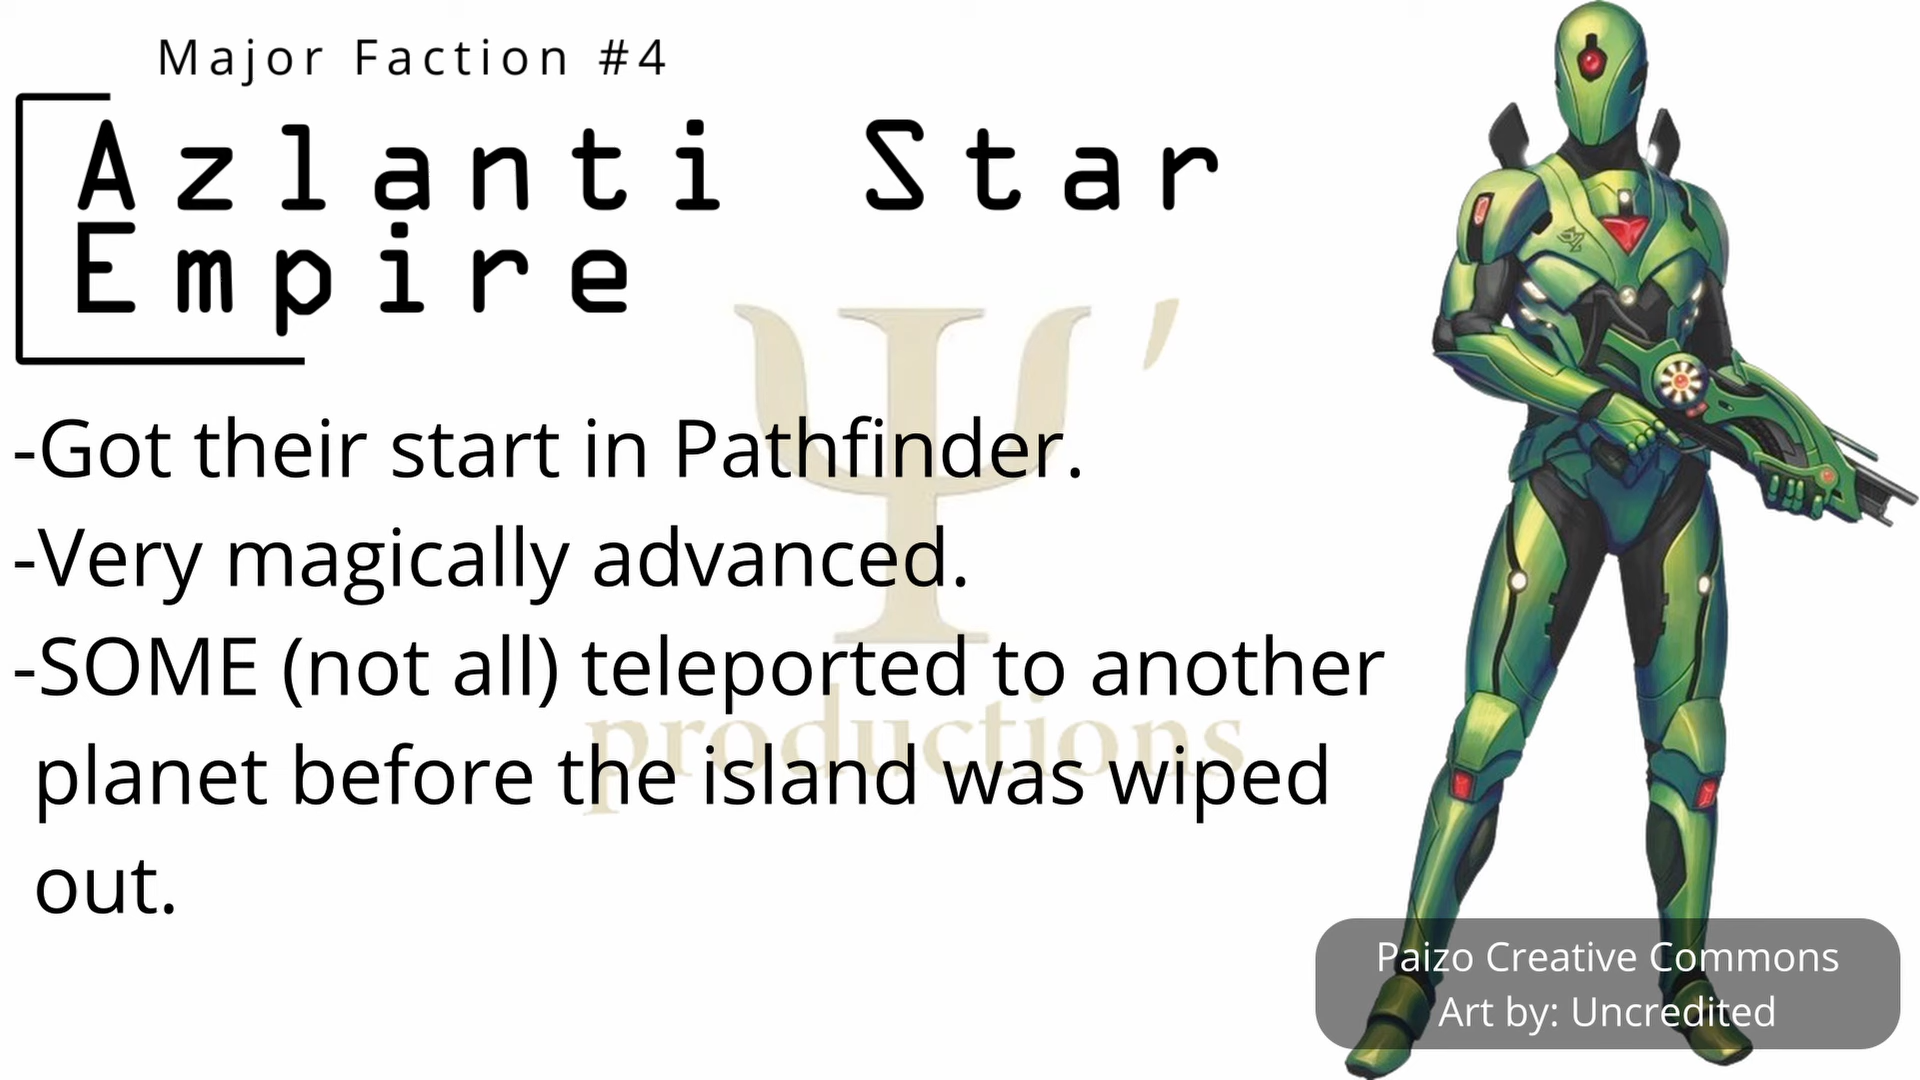 Major Faction #4
Azlanti Star
Empire
-Got their start in Pathfinder.
-Very magically advanced.
-SOME (not all) teleported to another
planet before the island was wiped
out.
Ψ'
productions
Paizo Creative Commons
Art by: Uncredited